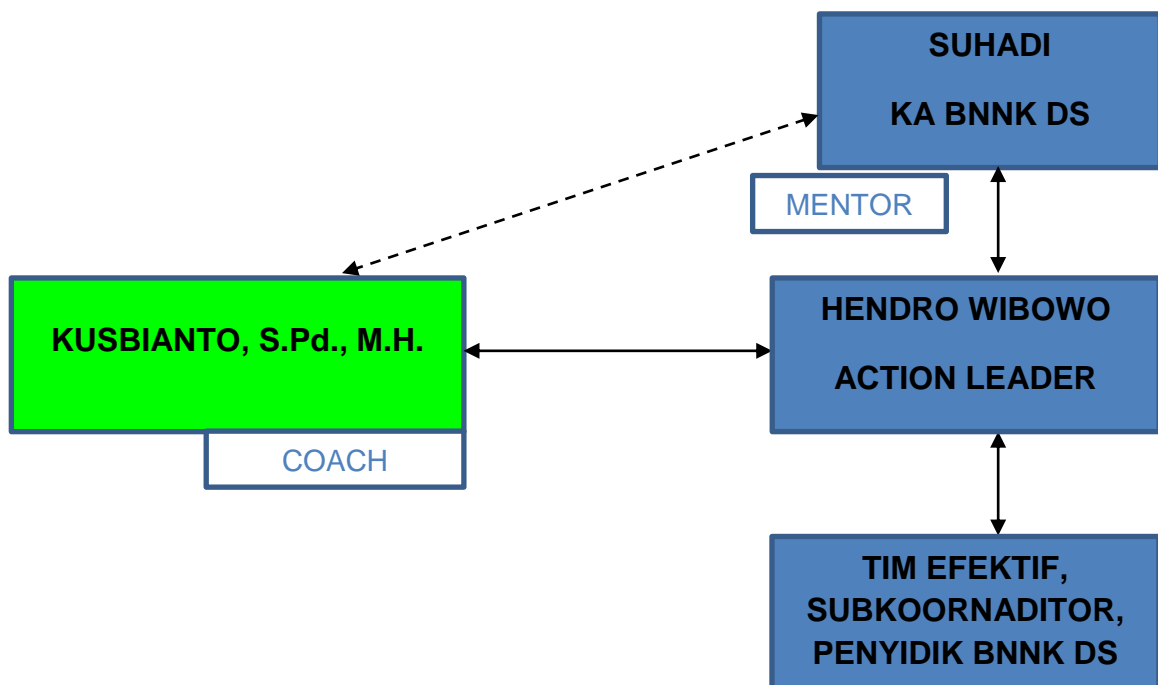 SUHADI
KA BNNK DS
MENTOR
KUSBIANTO, S.Pd., M.H.
COACH
HENDRO WIBOWO
ACTION LEADER
TIM EFEKTIF,
SUBKOORNADITOR,
PENYIDIK BNNK DS